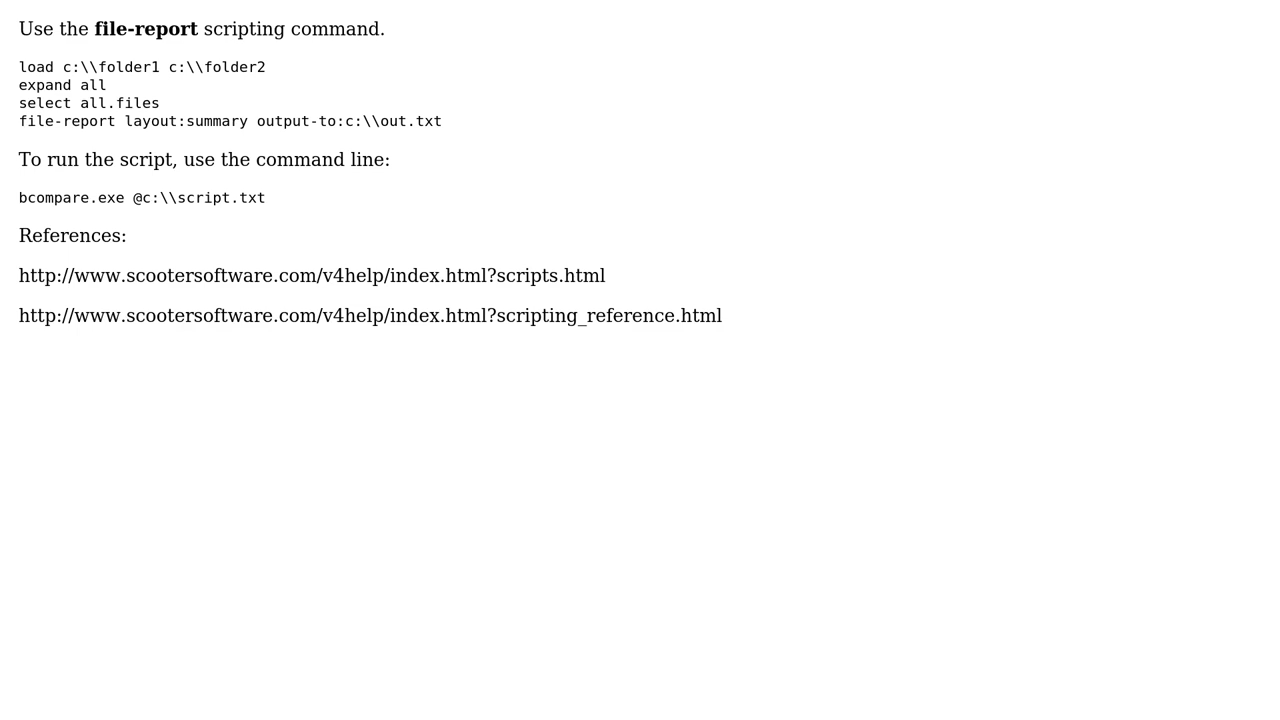 Use the file-report scripting command.
load c:\\folder1 c:\\folder2
expand all
select all.files
file-report layout:summary output-to:c:\\out.txt
To run the script, use the command line:
bcompare.exe @c:\\script.txt
References:
http://www.scootersoftware.com/v4help/index.html?scripts.html
http://www.scootersoftware.com/v4help/index.html?scripting_reference.html